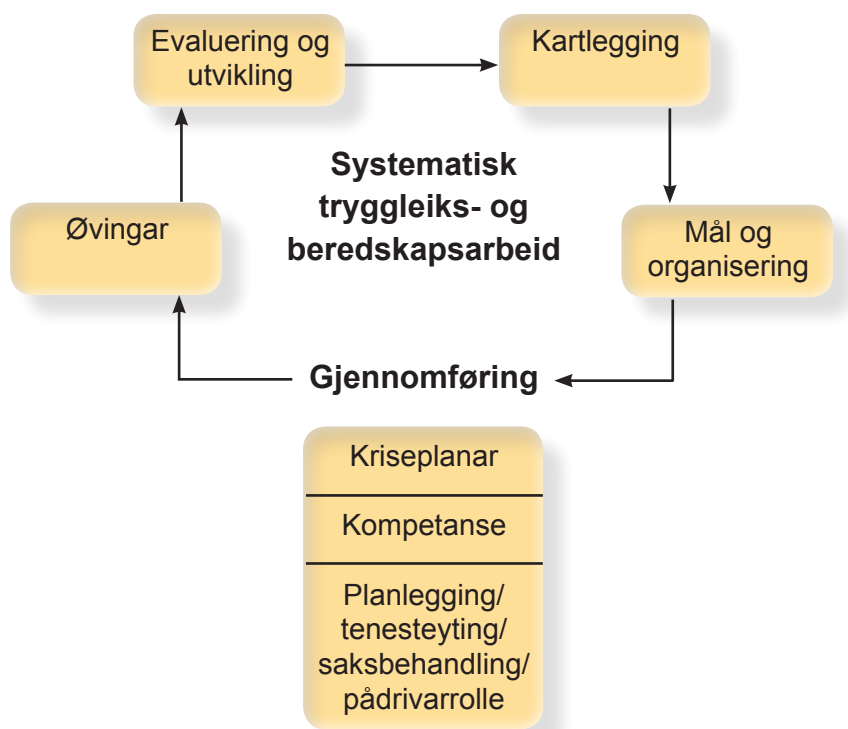 Evaluering og
utvikling
Kartlegging
Systematisk
tryggleiks- og
beredskapsarbeid
Øvingar
Mål og
organisering
Gjennomføring
Kriseplanar
Kompetanse
Planlegging/
tenesteyting/
saksbehandling/
pådrivarrolle